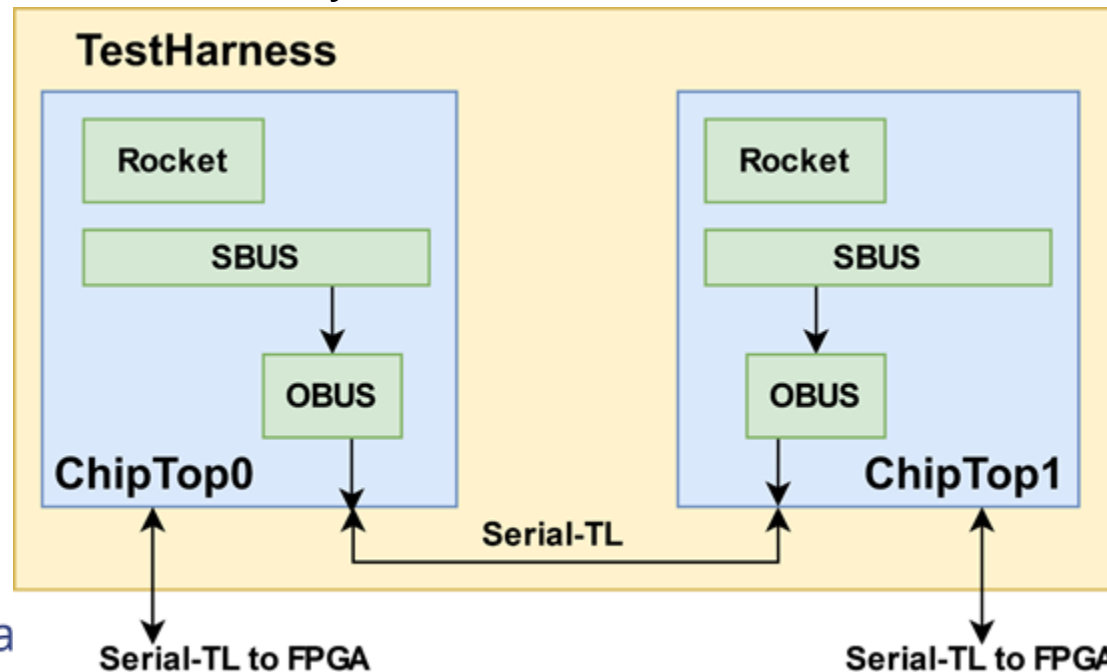 TestHarness
Rocket
SBUS
OBUS
ChipTop0
Rocket
SBUS
OBUS
ChipTop1
Serial-TL
a
Serial-TL to FPGA
Serial-TL to FPGA